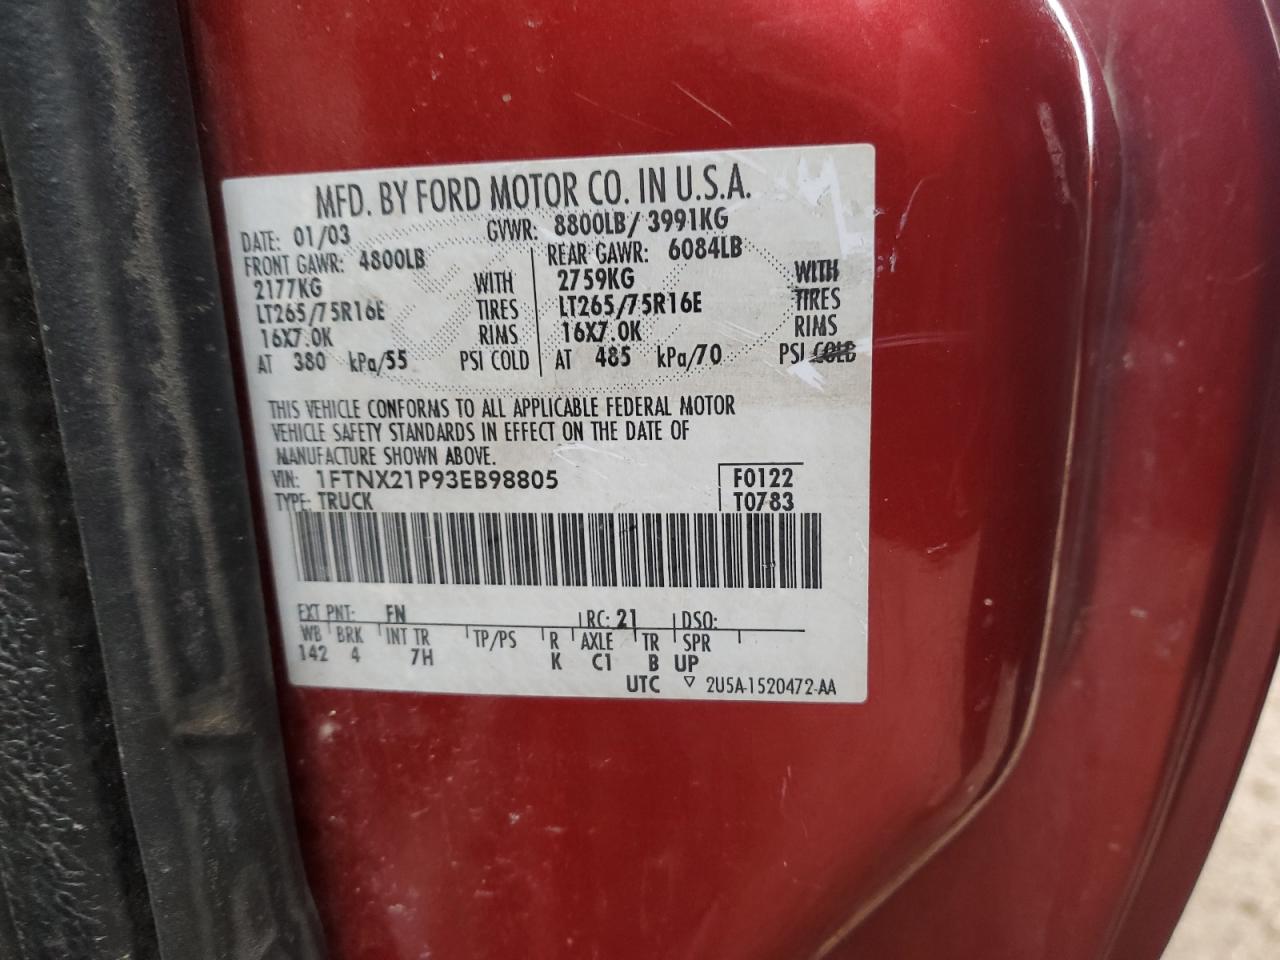 MFD. BY FORD MOTOR CO. IN U.S.A.
DATE: 01/03 GVWR: 8800LB/ 3991KG
FRONT GAWR: 4800LB REAR GAWR: 6084LB
2177KG WITH 2759KG WITH
LT265/75R16E TIRES LT265/75R16E TIRES
16X7.0K RIMS 16X7.0K RIMS
AT 380 kPa/55 PSI COLD AT 485 kPa/70 PSI COLD
THIS VEHICLE CONFORMS TO ALL APPLICABLE FEDERAL MOTOR
VEHICLE SAFETY STANDARDS IN EFFECT ON THE DATE OF
MANUFACTURE SHOWN ABOVE.
VIN: 1FTNX21P93EB98805 F0122
TYPE: TRUCK T0783
EXT PNT: FN RC: 21 DSO:
WB BRK INT TR TP/PS R AXLE TR SPR
142 4 7H K C1 B UP
UTC ▽ 2U5A-1520472-AA